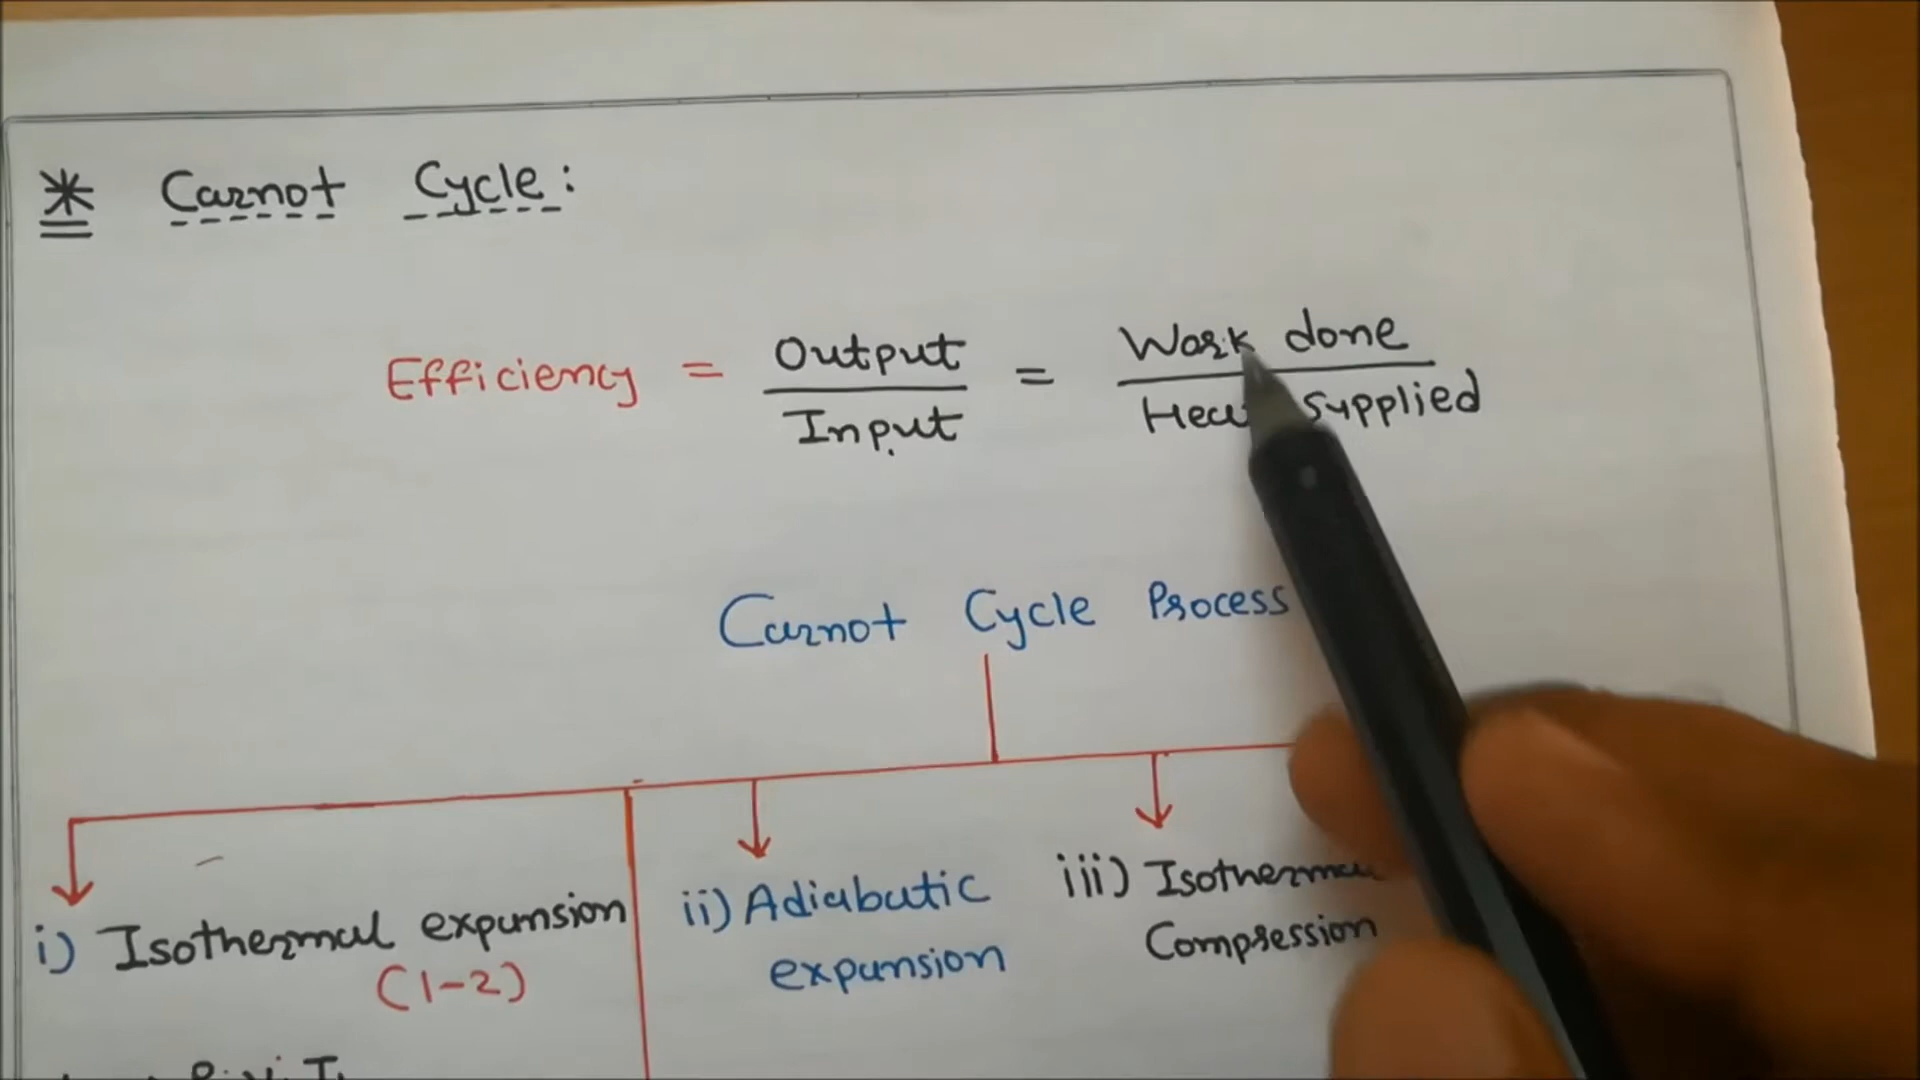 * Carnot Cycle:
Efficiency = Output / Input = Work done / Heat supplied
Carnot Cycle Process
i) Isothermal expansion
(1-2)
ii) Adiabatic
expansion
iii) Isothermal
Compression